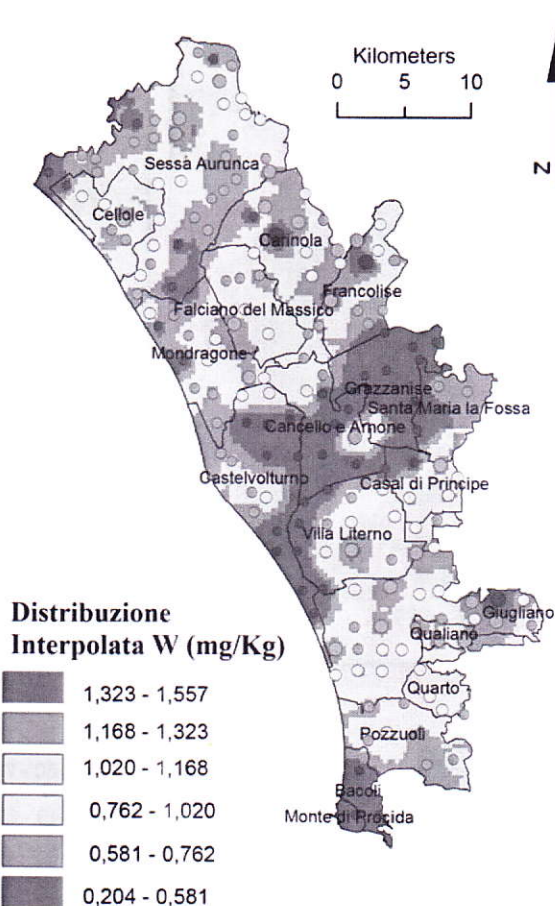 Kilometers
0 5 10
N
Sessa Aurunca
Cellole
Carinola
Francolise
Falciano del Massico
Mondragone
Grazzanise
Santa Maria la Fossa
Cancello e Arnone
Castelvolturno
Casal di Principe
Villa Literno
Giugliano
Qualiano
Quarto
Pozzuoli
Bacoli
Monte di Procida
Distribuzione
Interpolata W (mg/Kg)
1,323 - 1,557
1,168 - 1,323
1,020 - 1,168
0,762 - 1,020
0,581 - 0,762
0,204 - 0,581